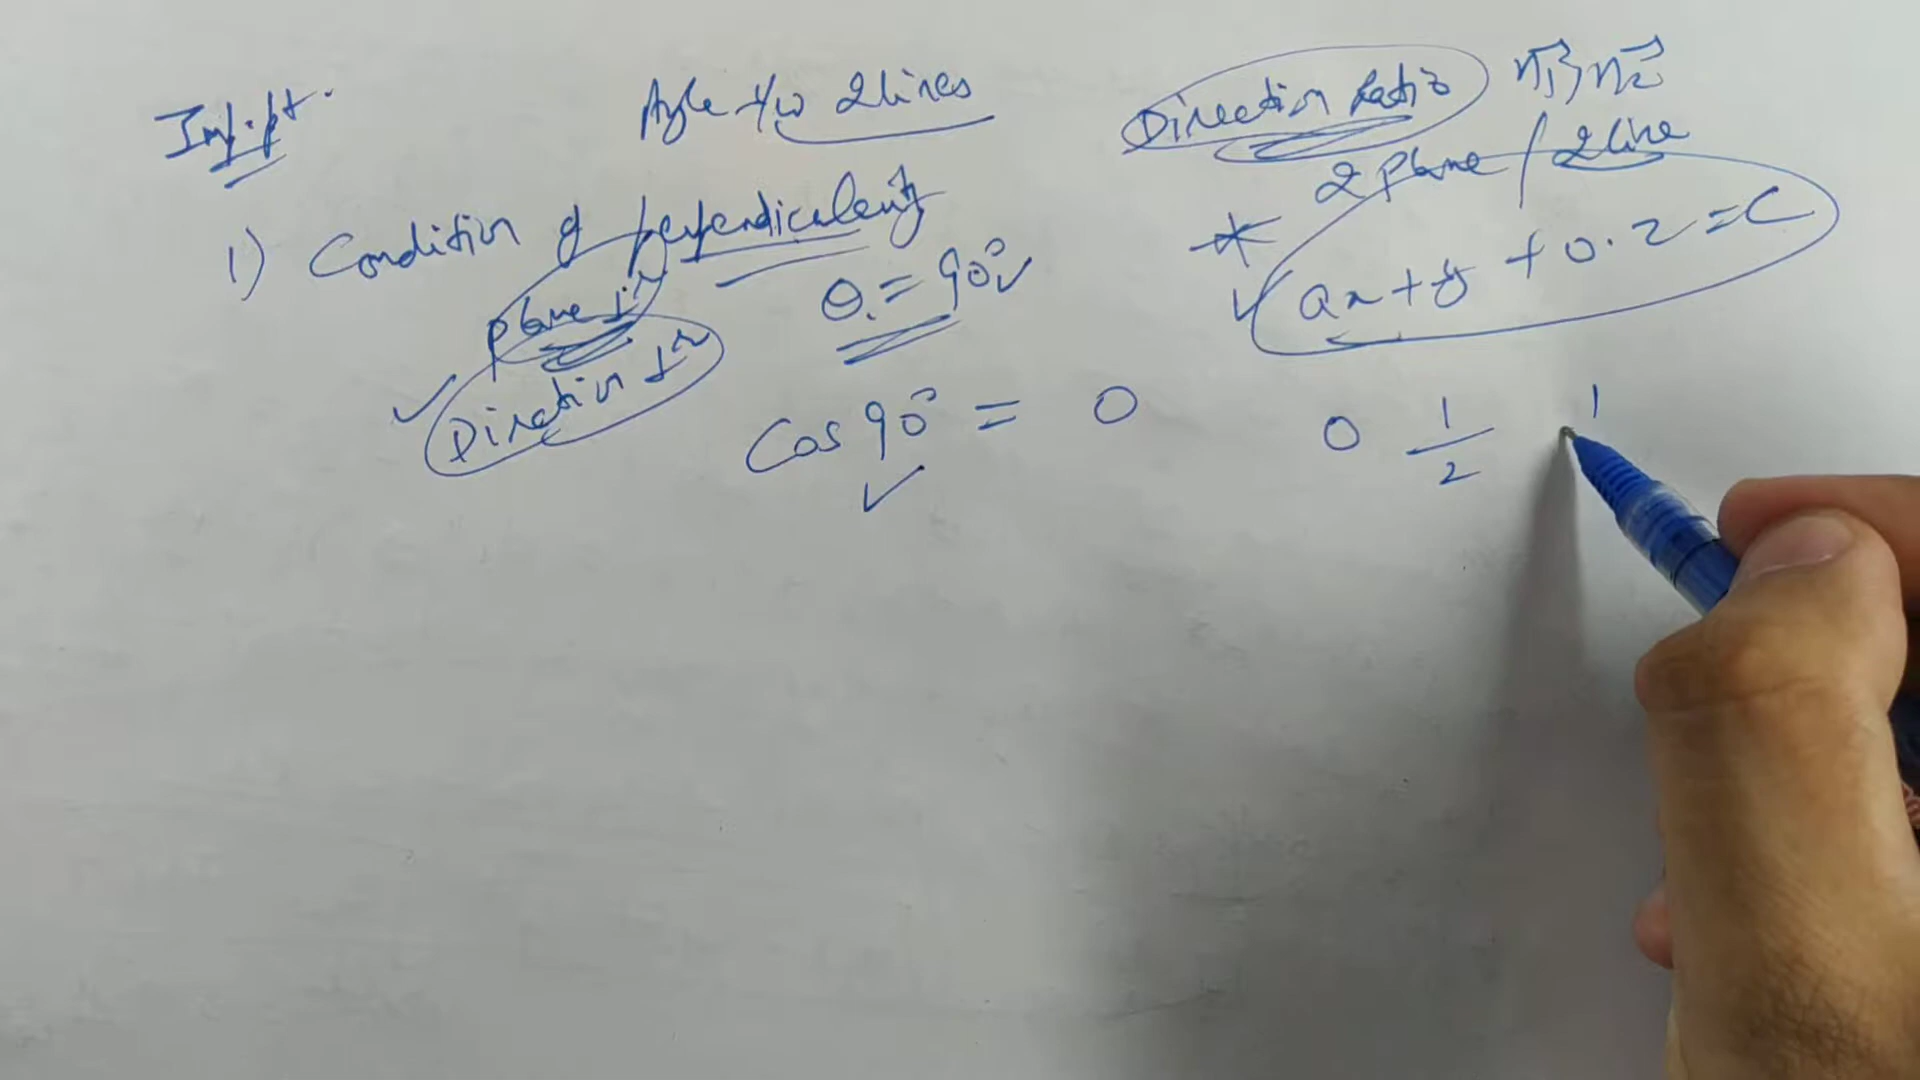 Imp. pt.
Angle b/w 2 lines
Direction Ratio n₁, n₂
2 Plane / 2 line
1) Condition of perpendicularity
* ax + y + 0.z = c
plane ⊥r
θ = 90°
Direction ⊥r
Cos 90° = 0
0 1/2 1